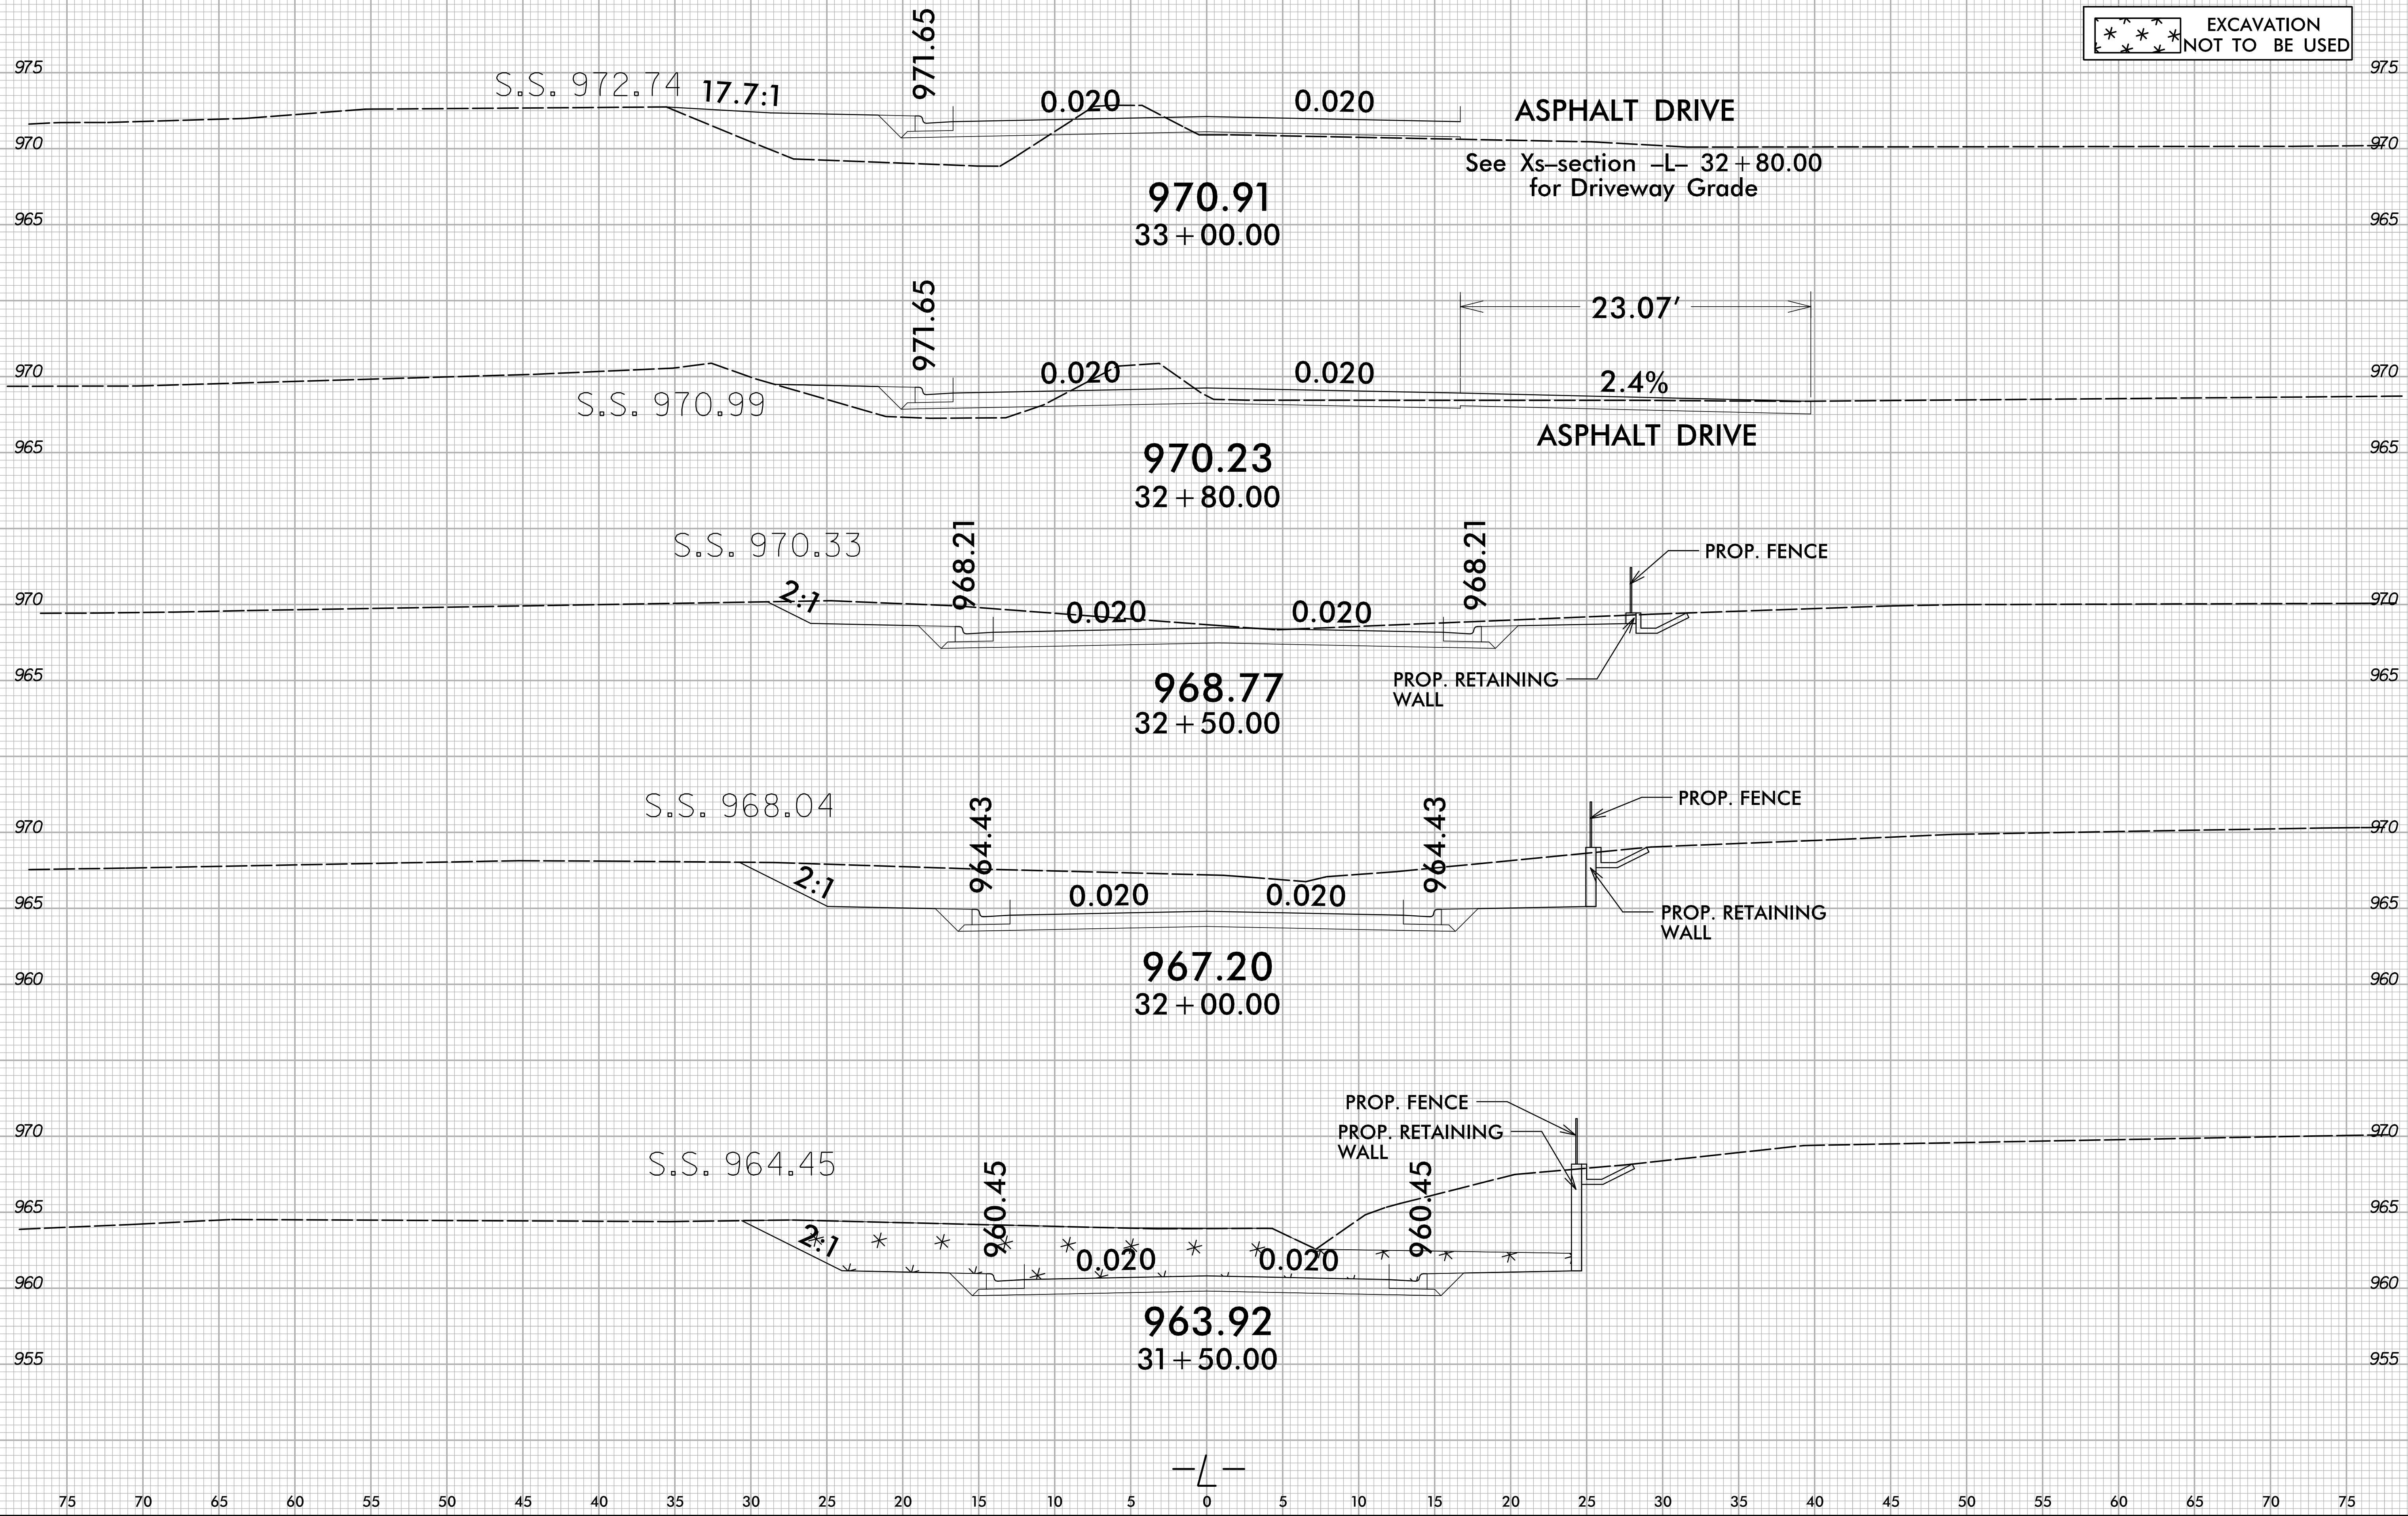 EXCAVATION
NOT TO BE USED
971.65
975 975
S.S. 972.74 17.7:1 0.020 0.020 ASPHALT DRIVE
970 970
See Xs-section -L- 32+80.00
for Driveway Grade
970.91
965 965
33+00.00
971.65
23.07'
970 0.020 0.020 2.4% 970
S.S. 970.99
ASPHALT DRIVE
965 965
970.23
32+80.00
S.S. 970.33 968.21 968.21 PROP. FENCE
970 2:1 0.020 0.020 970
965 PROP. RETAINING 965
WALL
968.77
32+50.00
S.S. 968.04 964.43 964.43 PROP. FENCE
970 970
2:1 0.020 0.020
965 PROP. RETAINING 965
WALL
967.20
960 960
32+00.00
PROP. FENCE
970 PROP. RETAINING 970
WALL
S.S. 964.45 960.45 960.45
965 965
2:1 0.020 0.020
960 960
963.92
955 31+50.00 955
-L-
75 70 65 60 55 50 45 40 35 30 25 20 15 10 5 0 5 10 15 20 25 30 35 40 45 50 55 60 65 70 75